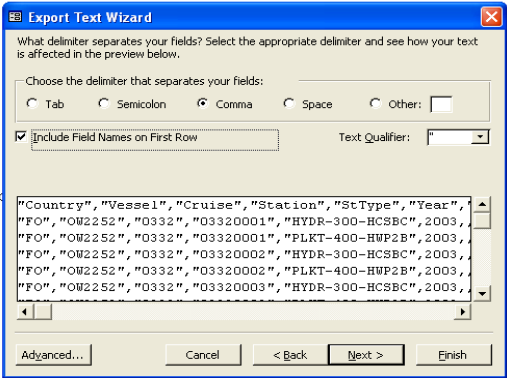 Export Text Wizard
What delimiter separates your fields? Select the appropriate delimiter and see how your text
is affected in the preview below.
Choose the delimiter that separates your fields:
Tab Semicolon Comma Space Other:
Include Field Names on First Row Text Qualifier: "
"Country","Vessel","Cruise","Station","StType","Year","
"FO","OW2252","0332","03320001","HYDR-300-HCSBC",2003,,
"FO","OW2252","0332","03320001","PLKT-400-HWP2B",2003,,
"FO","OW2252","0332","03320002","HYDR-300-HCSBC",2003,,
"FO","OW2252","0332","03320002","PLKT-400-HWP2B",2003,,
"FO","OW2252","0332","03320003","HYDR-300-HCSBC",2003,,
Advanced... Cancel < Back Next > Finish